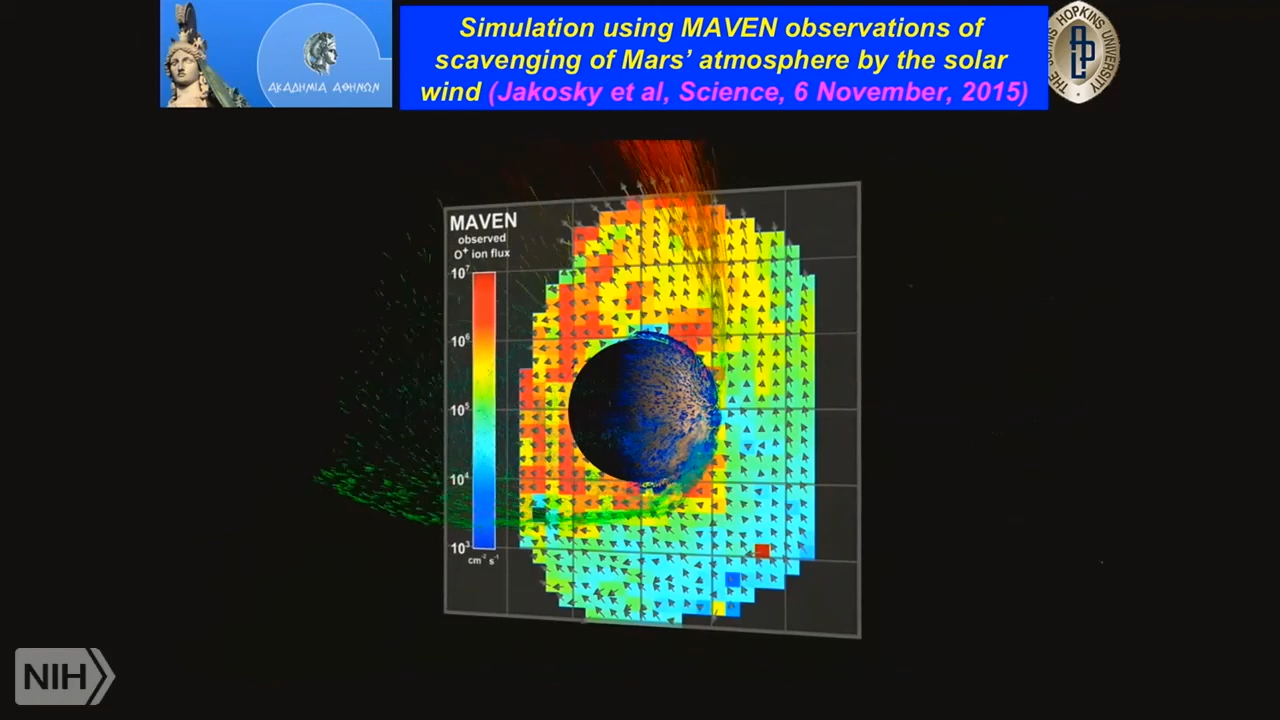 Simulation using MAVEN observations of
scavenging of Mars’ atmosphere by the solar
wind (Jakosky et al, Science, 6 November, 2015)
ΑΚΑΔΗΜΙΑ ΑΘΗΝΩΝ
THE JOHNS HOPKINS UNIVERSITY
APL
MAVEN
observed
O⁺ ion flux
10⁷
10⁶
10⁵
10⁴
10³
cm⁻² s⁻¹
NIH